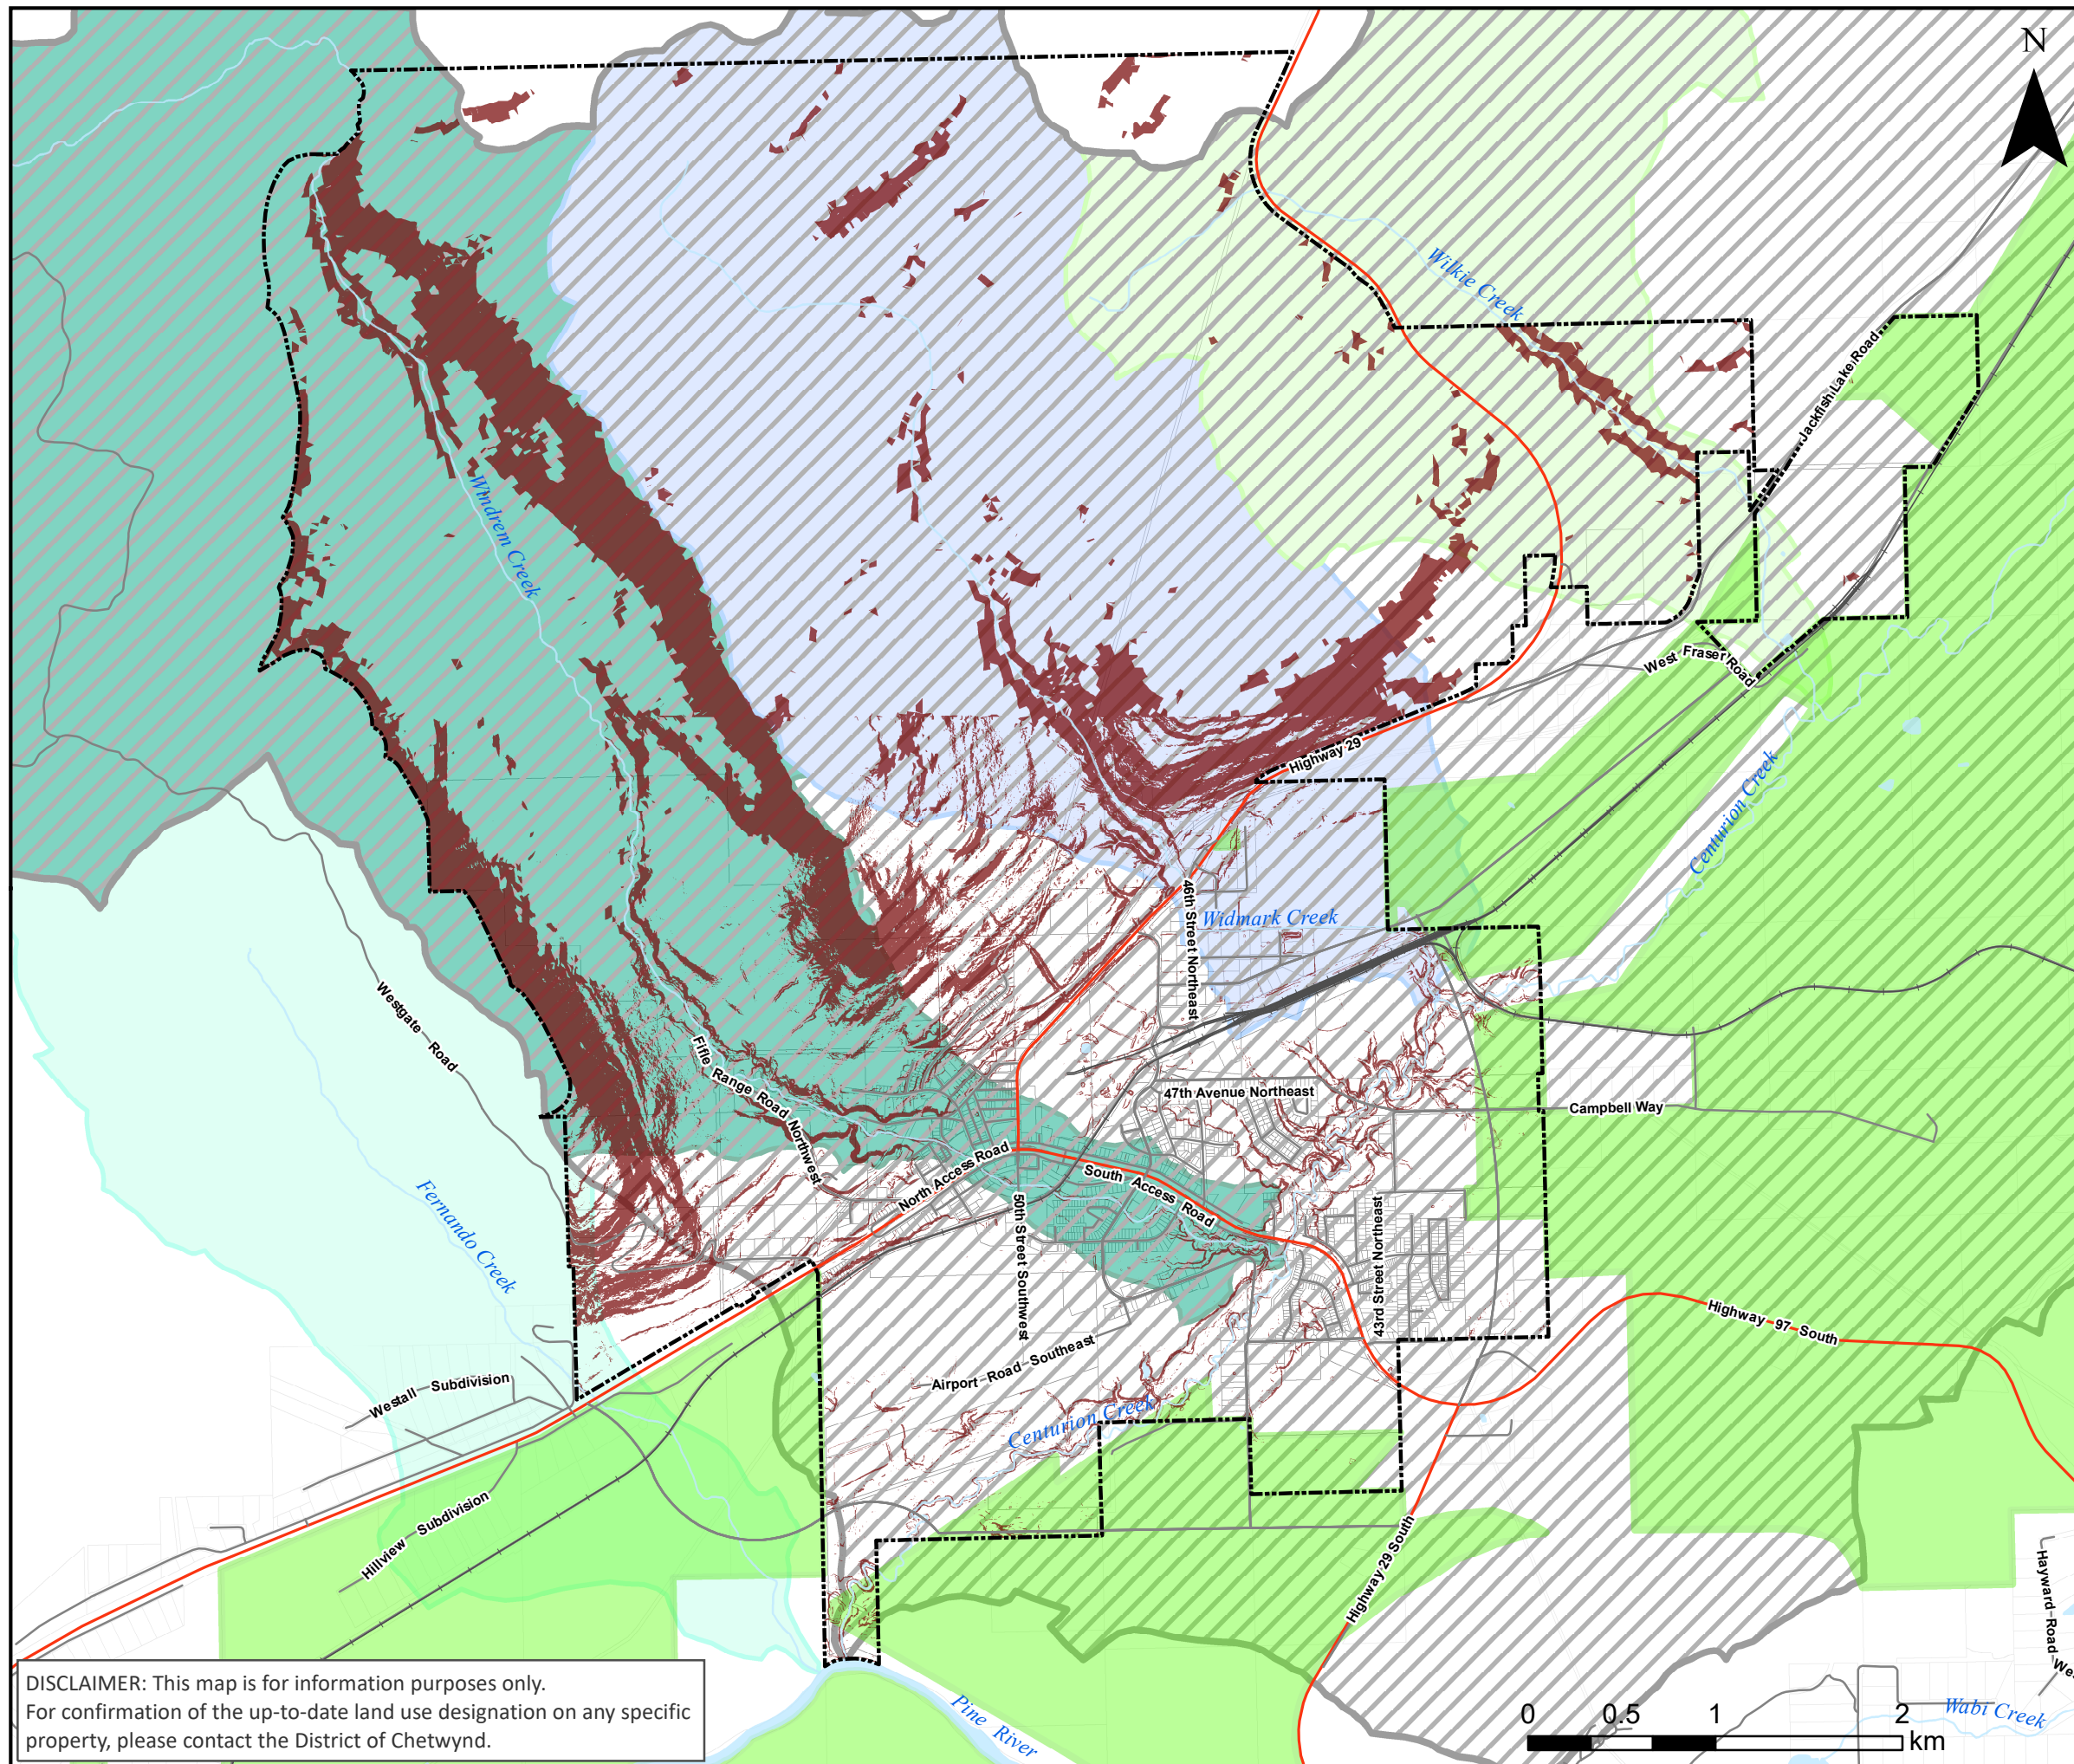 N
Wilkie Creek
Jackfish Lake Road
Windrem Creek
West Fraser Road
Highway 29
Centurion Creek
46th Street Northeast
Widmark Creek
Westgate Road
Fifle Range Road Northwest
47th Avenue Northeast
Campbell Way
North Access Road
South Access Road
Fernando Creek
50th Street Southwest
43rd Street Northeast
Highway 97 South
Airport Road Southeast
Westall Subdivision
Centurion Creek
Hillview Subdivision
Highway 29 South
Hayward Road
Pine River
Wabi Creek
0 0.5 1 2
km
DISCLAIMER: This map is for information purposes only.
For confirmation of the up-to-date land use designation on any specific
property, please contact the District of Chetwynd.